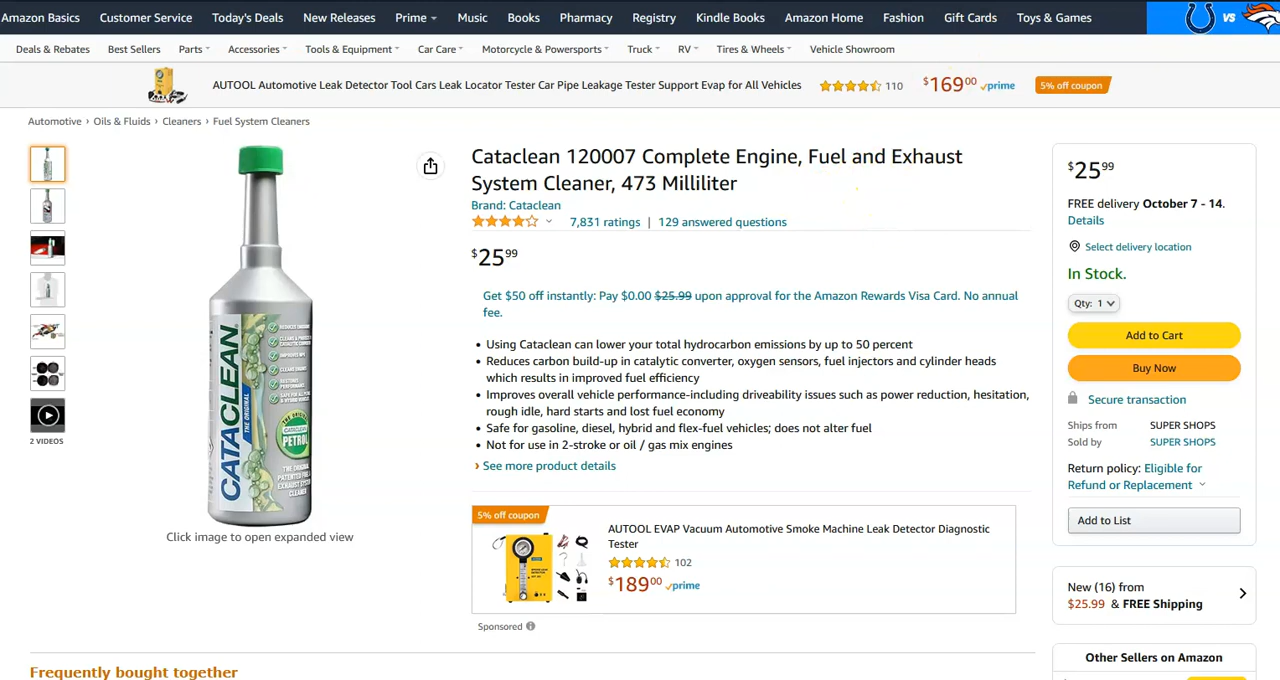 Amazon Basics Customer Service Today's Deals New Releases Prime Music Books Pharmacy Registry Kindle Books Amazon Home Fashion Gift Cards Toys & Games VS
Deals & Rebates Best Sellers Parts Accessories Tools & Equipment Car Care Motorcycle & Powersports Truck RV Tires & Wheels Vehicle Showroom
AUTOOL Automotive Leak Detector Tool Cars Leak Locator Tester Car Pipe Leakage Tester Support Evap for All Vehicles 110 $16900 prime 5% off coupon
Automotive › Oils & Fluids › Cleaners › Fuel System Cleaners
2 VIDEOS
CATACLEAN
THE ORIGINAL
CATACLEAN
PETROL
THE ORIGINAL
PATENTED FUEL &
EXHAUST SYSTEM
CLEANER
Click image to open expanded view
Cataclean 120007 Complete Engine, Fuel and Exhaust
System Cleaner, 473 Milliliter
Brand: Cataclean
7,831 ratings | 129 answered questions
$2599
Get $50 off instantly: Pay $0.00 $25.99 upon approval for the Amazon Rewards Visa Card. No annual
fee.
• Using Cataclean can lower your total hydrocarbon emissions by up to 50 percent
• Reduces carbon build-up in catalytic converter, oxygen sensors, fuel injectors and cylinder heads
which results in improved fuel efficiency
• Improves overall vehicle performance-including driveability issues such as power reduction, hesitation,
rough idle, hard starts and lost fuel economy
• Safe for gasoline, diesel, hybrid and flex-fuel vehicles; does not alter fuel
• Not for use in 2-stroke or oil / gas mix engines
› See more product details
5% off coupon
AUTOOL EVAP Vacuum Automotive Smoke Machine Leak Detector Diagnostic
Tester
102
$18900 prime
Sponsored
$2599
FREE delivery October 7 - 14.
Details
Select delivery location
In Stock.
Qty: 1
Add to Cart
Buy Now
Secure transaction
Ships from SUPER SHOPS
Sold by SUPER SHOPS
Return policy: Eligible for
Refund or Replacement
Add to List
New (16) from
$25.99 & FREE Shipping
Other Sellers on Amazon
Frequently bought together